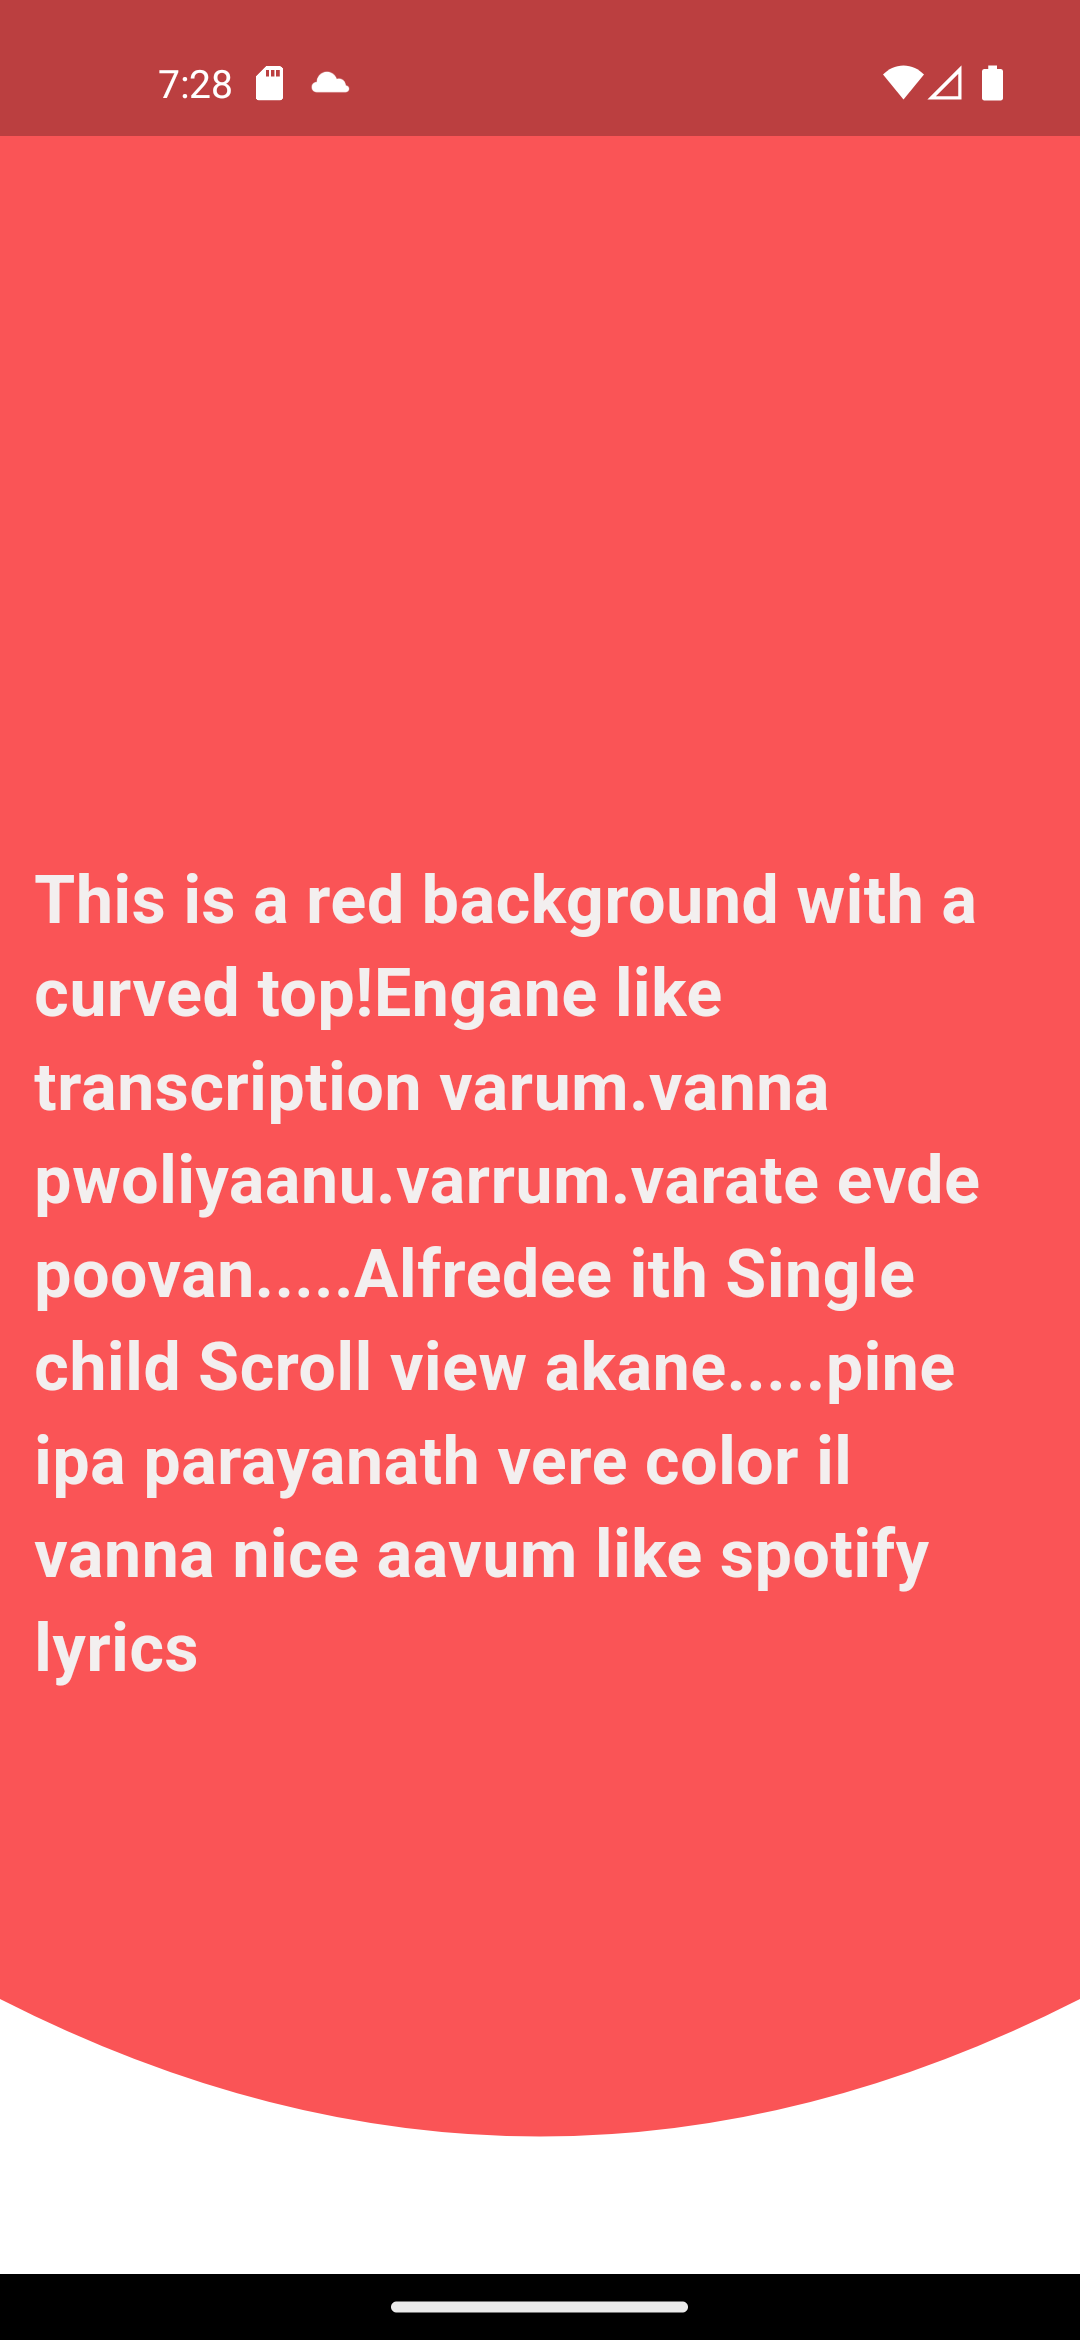 7:28
This is a red background with a
curved top!Engane like
transcription varum.vanna
pwoliyaanu.varrum.varate evde
poovan.....Alfredee ith Single
child Scroll view akane.....pine
ipa parayanath vere color il
vanna nice aavum like spotify
lyrics